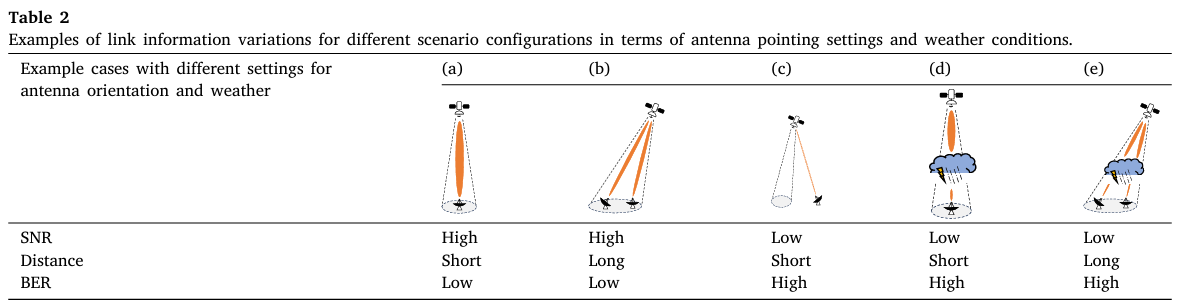 Table 2
Examples of link information variations for different scenario configurations in terms of antenna pointing settings and weather conditions.
Example cases with different settings for (a) (b) (c) (d) (e)
antenna orientation and weather
SNR High High Low Low Low
Distance Short Long Short Short Long
BER Low Low High High High